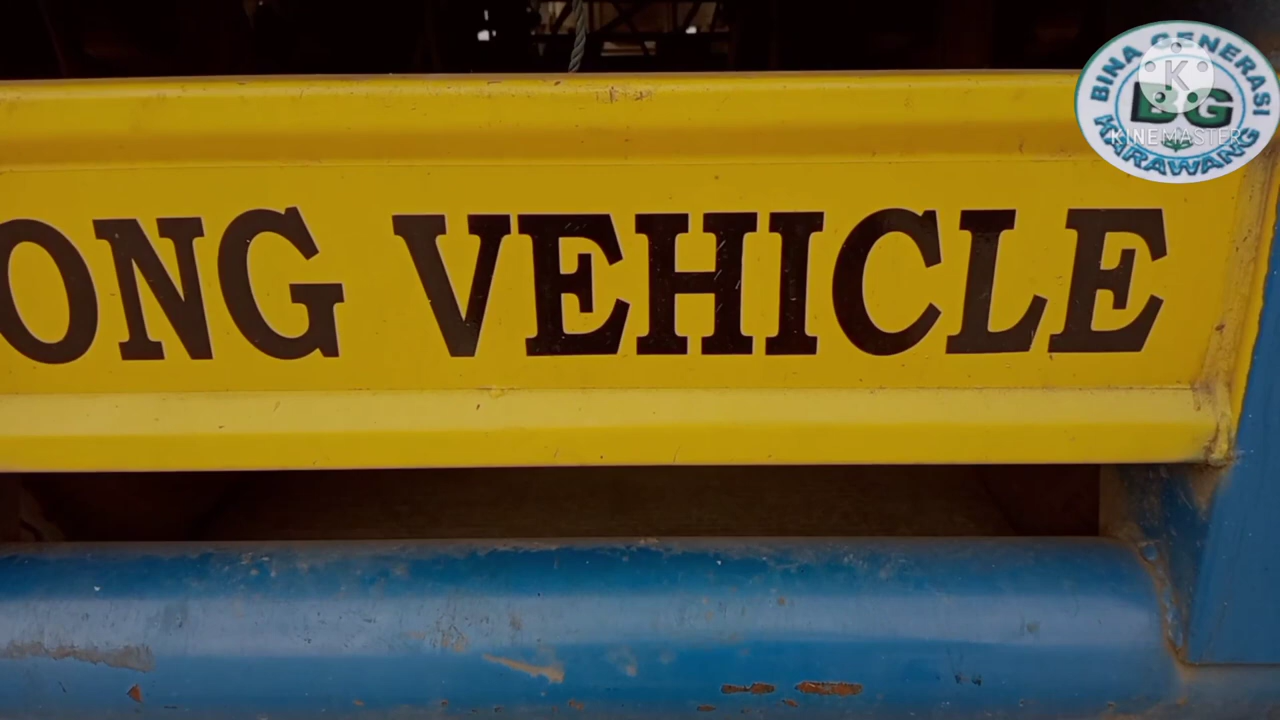 ONG VEHICLE
BINA GENERASI
BG
KARAWANG
K
KINEMASTER